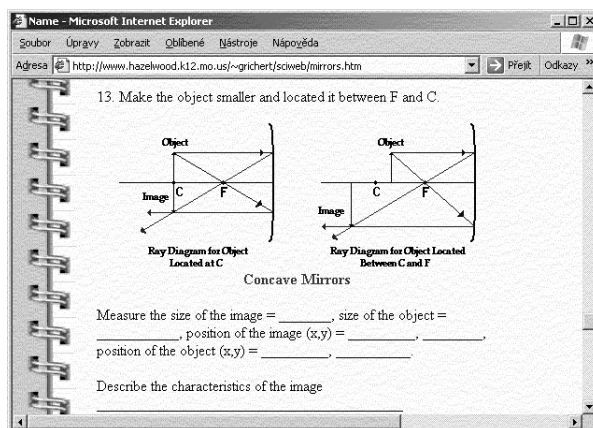 Name - Microsoft Internet Explorer
Soubor Úpravy Zobrazit Oblíbené Nástroje Nápověda
Adresa http://www.hazelwood.k12.mo.us/~grichert/sciweb/mirrors.htm Přejít Odkazy »
13. Make the object smaller and located it between F and C.
Object
C F
Image
Ray Diagram for Object
Located at C
Object
C F
Image
Ray Diagram for Object Located
Between C and F
Concave Mirrors
Measure the size of the image = ______, size of the object =
__________, position of the image (x,y) = ________, _______,
position of the object (x,y) = ________, _________.
Describe the characteristics of the image